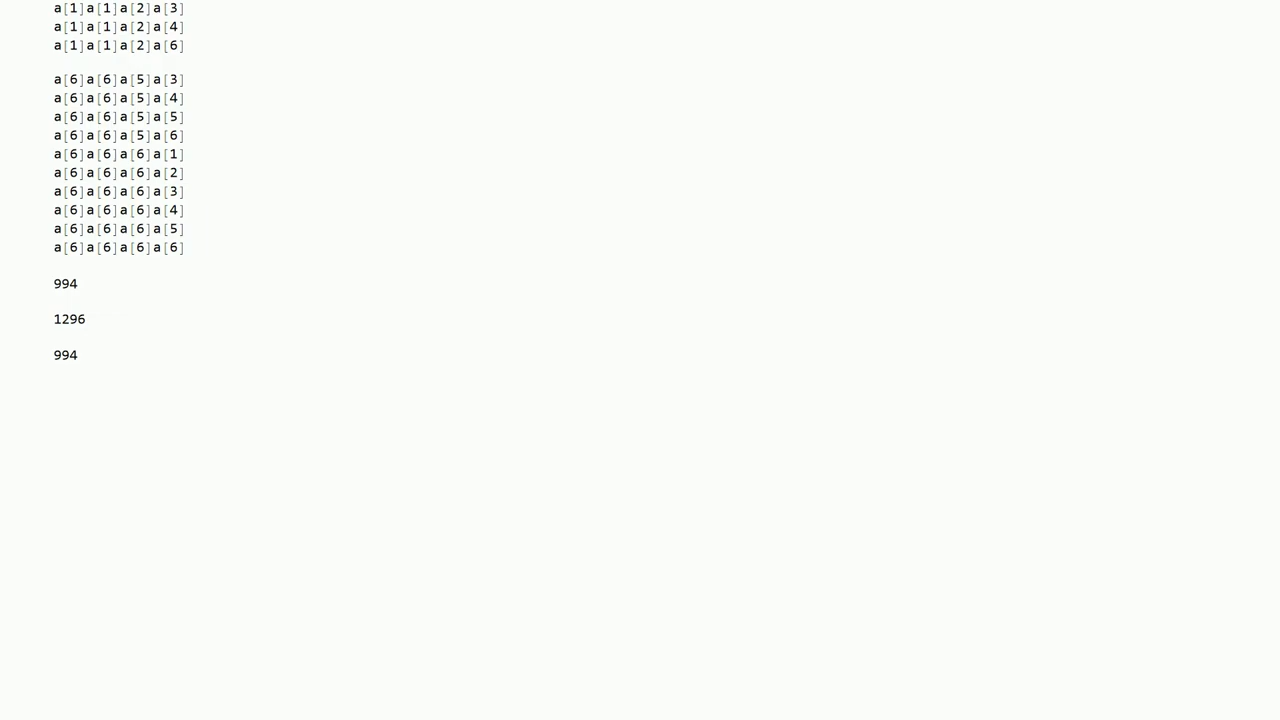 a[1]a[1]a[2]a[3]
a[1]a[1]a[2]a[4]
a[1]a[1]a[2]a[6]
a[6]a[6]a[5]a[3]
a[6]a[6]a[5]a[4]
a[6]a[6]a[5]a[5]
a[6]a[6]a[5]a[6]
a[6]a[6]a[6]a[1]
a[6]a[6]a[6]a[2]
a[6]a[6]a[6]a[3]
a[6]a[6]a[6]a[4]
a[6]a[6]a[6]a[5]
a[6]a[6]a[6]a[6]
994
1296
994